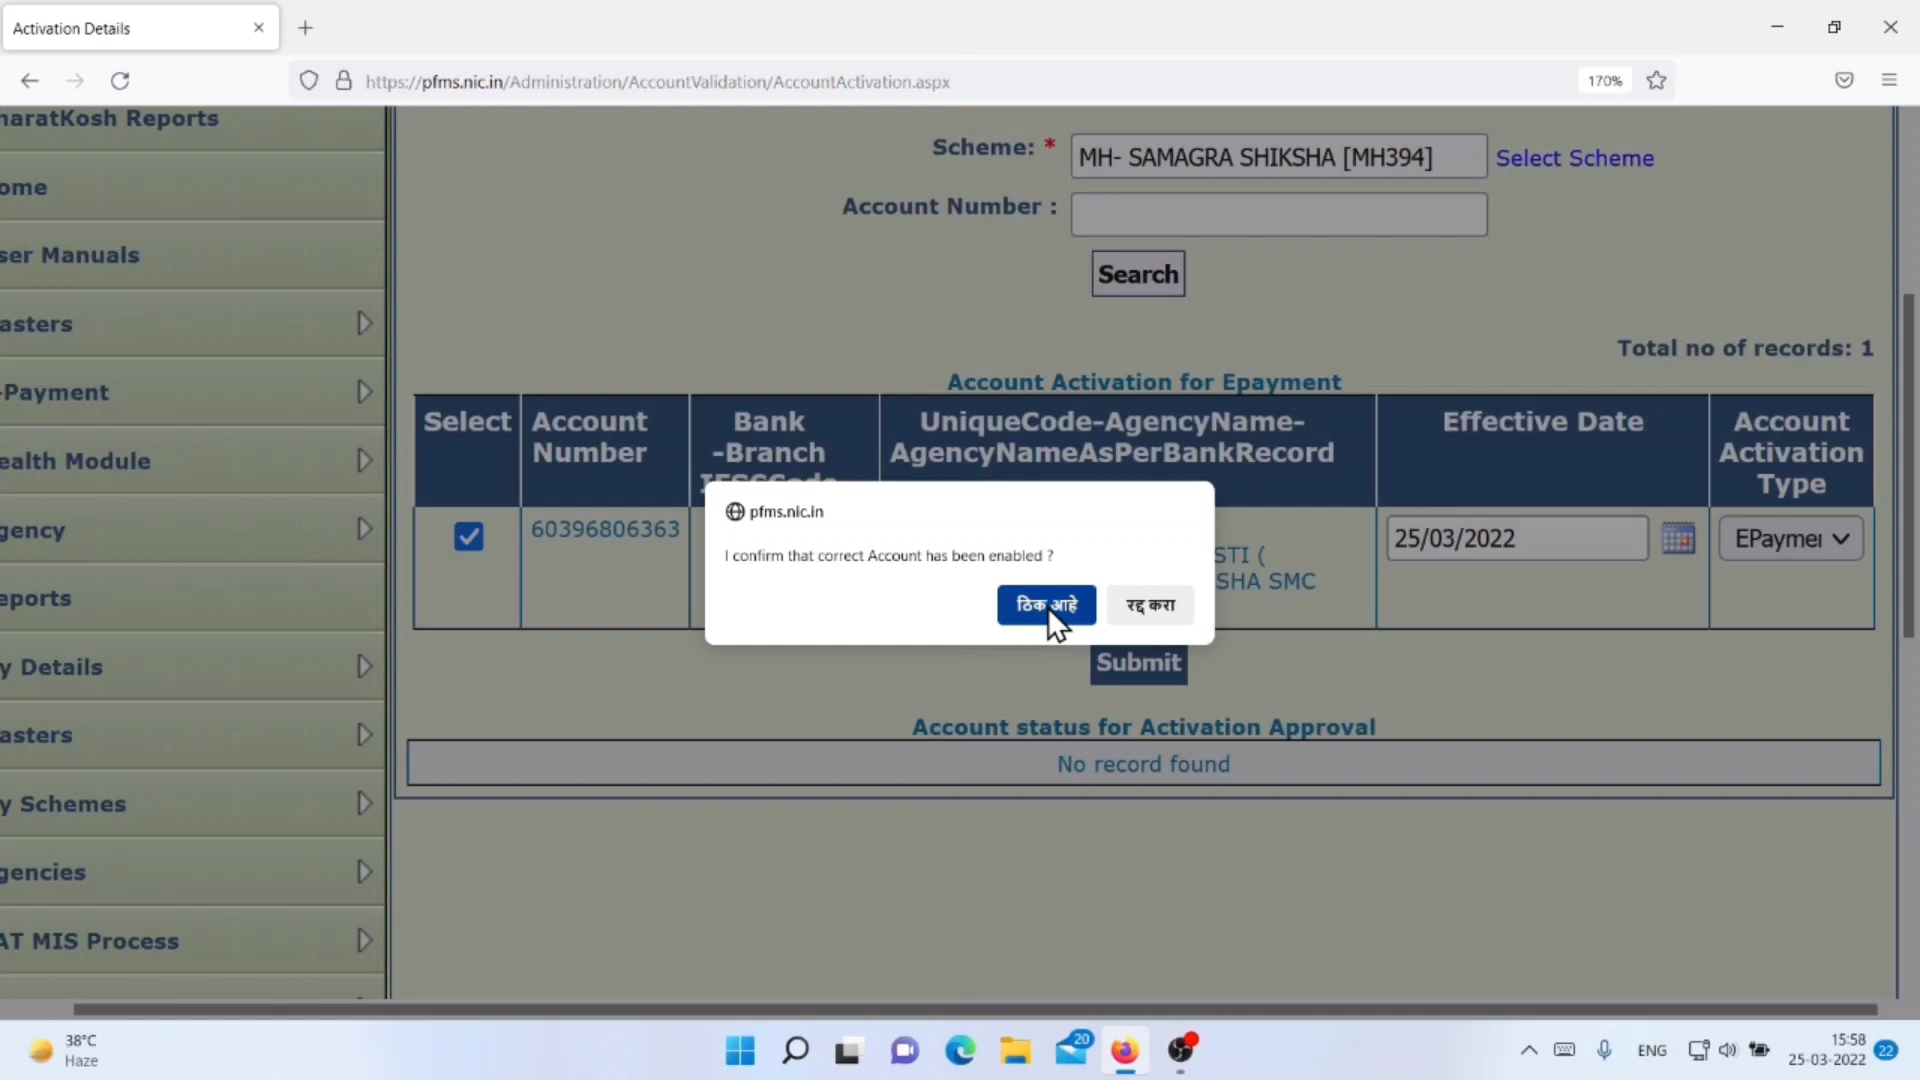 Activation Details
https://pfms.nic.in/Administration/AccountValidation/AccountActivation.aspx
170%
haratKosh Reports
ome
ser Manuals
asters
-Payment
ealth Module
gency
eports
y Details
asters
y Schemes
gencies
AT MIS Process
Scheme: *
MH- SAMAGRA SHIKSHA [MH394]
Select Scheme
Account Number :
Search
Total no of records: 1
Account Activation for Epayment
Select
Account Number
Bank -Branch
UniqueCode-AgencyName-AgencyNameAsPerBankRecord
Effective Date
Account Activation Type
60396806363
STI (
SHA SMC
25/03/2022
EPaymer
pfms.nic.in
I confirm that correct Account has been enabled ?
ठिक आहे
रद्द करा
Submit
Account status for Activation Approval
No record found
38°C
Haze
20
ENG
15:58
25-03-2022
22